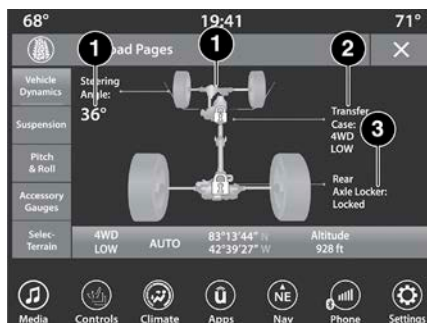 68°
19:41
71°
1
1
2
3
ad Pages
Vehicle
Dynamics
Suspension
Pitch
& Roll
Accessory
Gauges
Selec-
Terrain
Steering
Angle:
36°
Transfer
Case:
4WD
LOW
Rear
Axle Locker:
Locked
4WD
LOW
AUTO
83°13'44" N
42°39'27" W
Altitude
928 ft
û
NE
Media
Controls
Climate
Apps
Nav
Phone
Settings